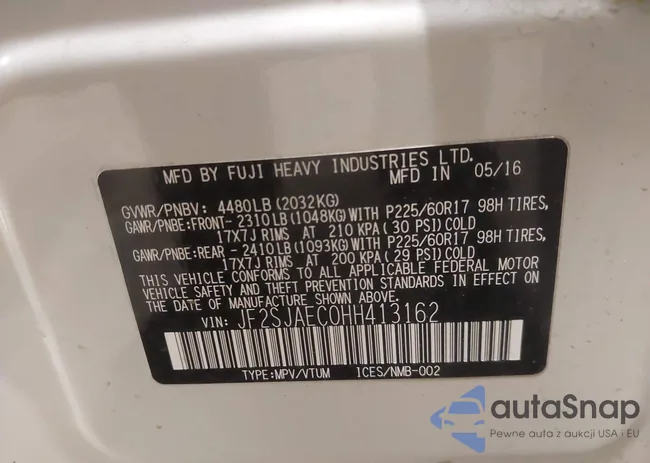 MFD BY FUJI HEAVY INDUSTRIES LTD.
MFD IN 05/16
GVWR/PNBV: 4480LB (2032KG)
GAWR/PNBE:FRONT-2310LB(1048KG)WITH P225/60R17 98H TIRES,
17X7J RIMS AT 210 KPA (30 PSI)COLD
GAWR/PNBE:REAR -2410LB(1093KG)WITH P225/60R17 98H TIRES,
17X7J RIMS AT 200 KPA (29 PSI)COLD
THIS VEHICLE CONFORMS TO ALL APPLICABLE FEDERAL MOTOR
VEHICLE SAFETY AND THEFT PREVENTION STANDARDS IN EFFECT ON
THE DATE OF MANUFACTURE SHOWN ABOVE.
VIN: JF2SJAEC0HH413162
TYPE:MPV/VTUM ICES/NMB-002
autaSnap
Pewne auta z aukcji USA i EU